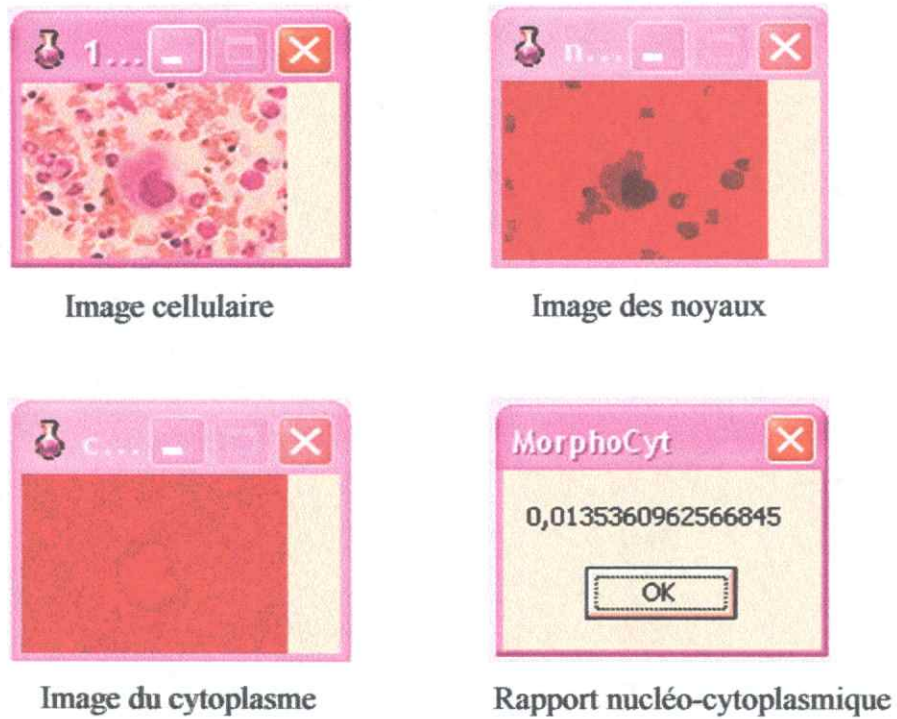 1...
n...
Image cellulaire
Image des noyaux
c...
MorphoCyt
0,0135360962566845
OK
Image du cytoplasme
Rapport nucléo-cytoplasmique